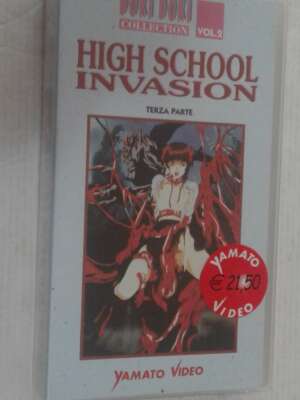 DOKI DOKI
COLLECTION
VOL.2
HIGH SCHOOL
INVASION
TERZA PARTE
YAMATO
€ 21,50
VIDEO
YAMATO VIDEO